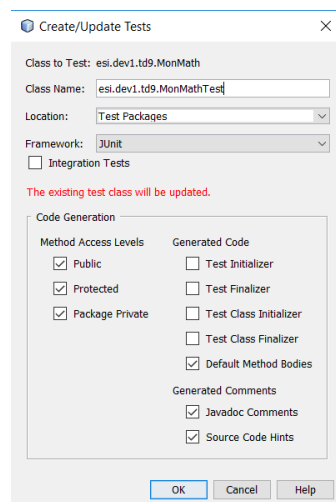 Create/Update Tests
Class to Test: esi.dev1.td9.MonMath
Class Name: esi.dev1.td9.MonMathTest
Location: Test Packages
Framework: JUnit
Integration Tests
The existing test class will be updated.
Code Generation
Method Access Levels Generated Code
Public Test Initializer
Protected Test Finalizer
Package Private Test Class Initializer
Test Class Finalizer
Default Method Bodies
Generated Comments
Javadoc Comments
Source Code Hints
OK Cancel Help